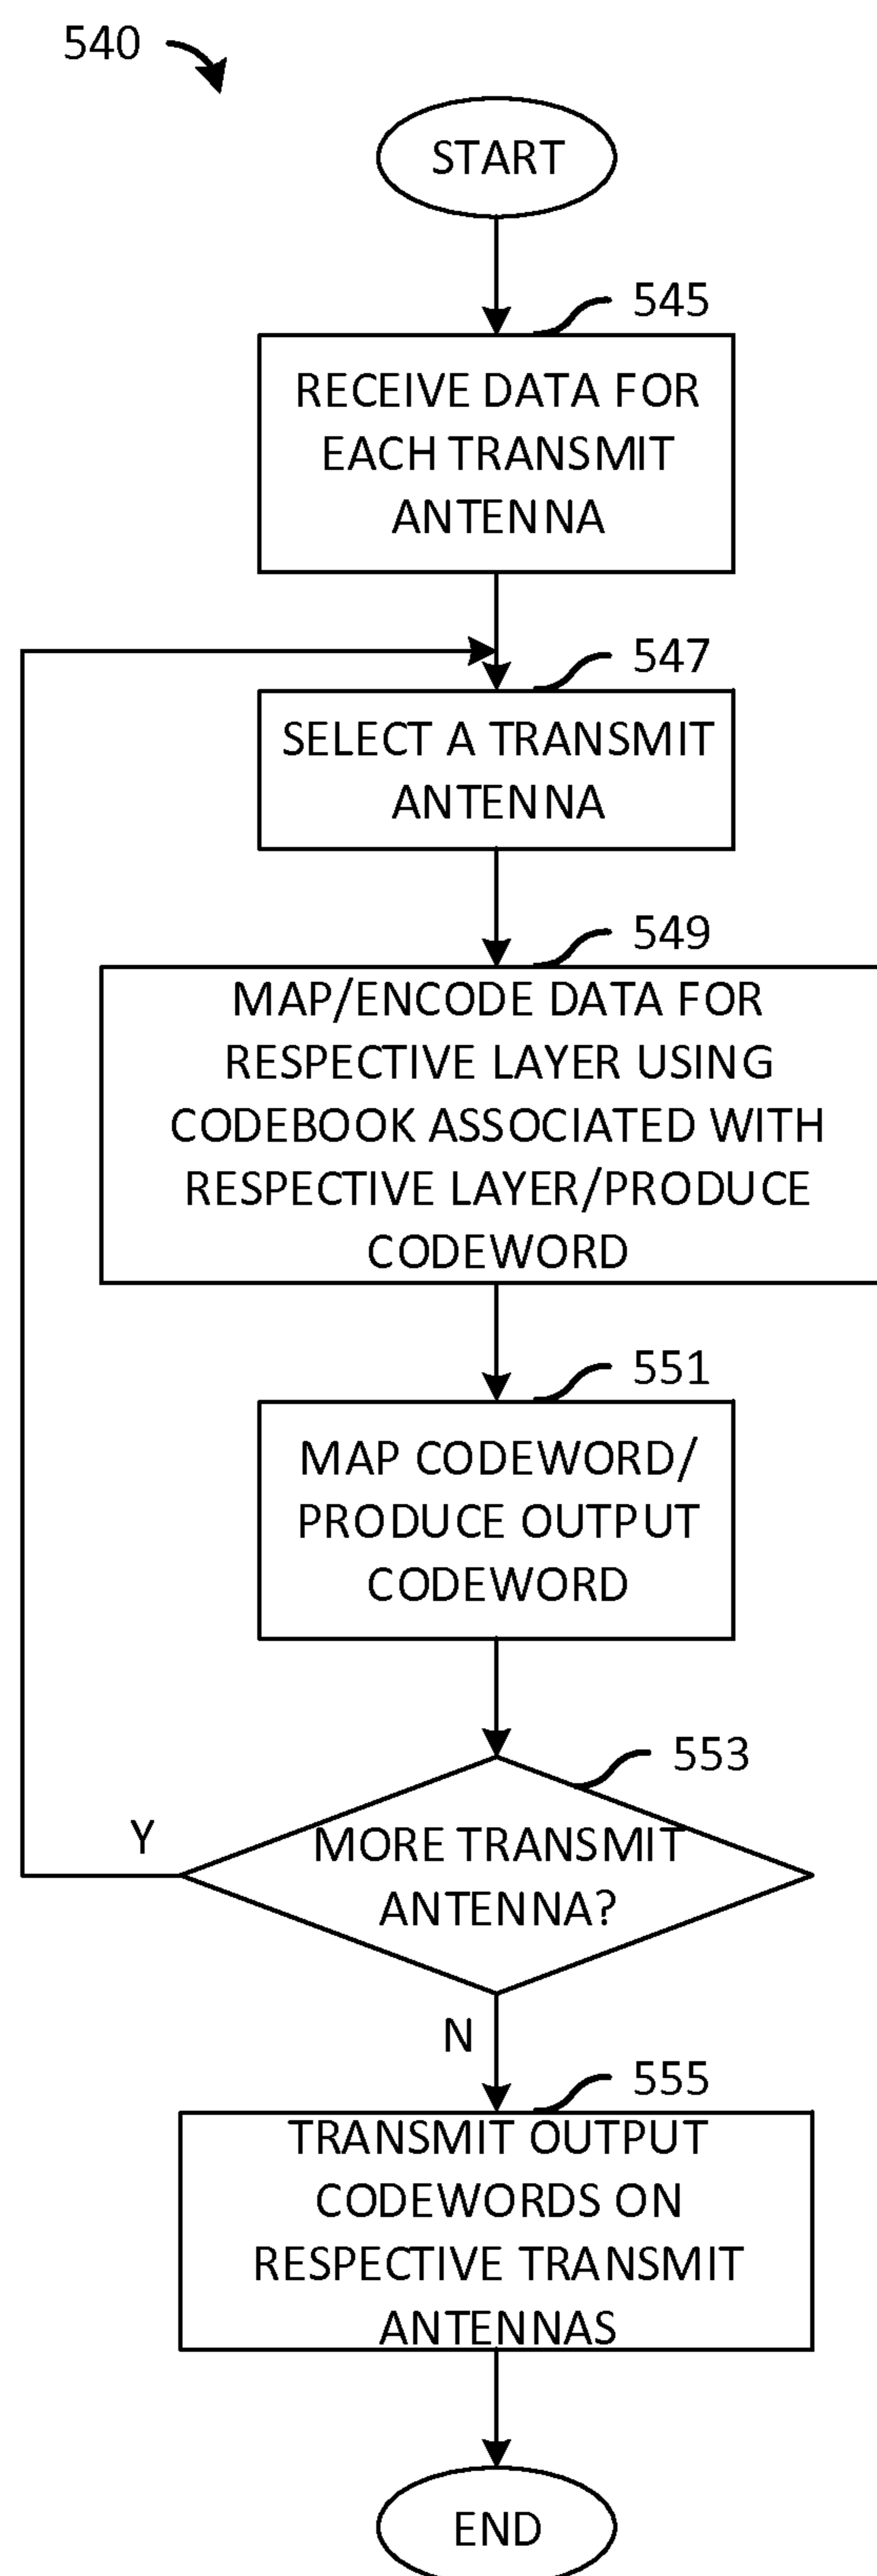 540
START
545
RECEIVE DATA FOR
EACH TRANSMIT
ANTENNA
547
SELECT A TRANSMIT
ANTENNA
549
MAP/ENCODE DATA FOR
RESPECTIVE LAYER USING
CODEBOOK ASSOCIATED WITH
RESPECTIVE LAYER/PRODUCE
CODEWORD
551
MAP CODEWORD/
PRODUCE OUTPUT
CODEWORD
553
Y
MORE TRANSMIT
ANTENNA?
N
555
TRANSMIT OUTPUT
CODEWORDS ON
RESPECTIVE TRANSMIT
ANTENNAS
END